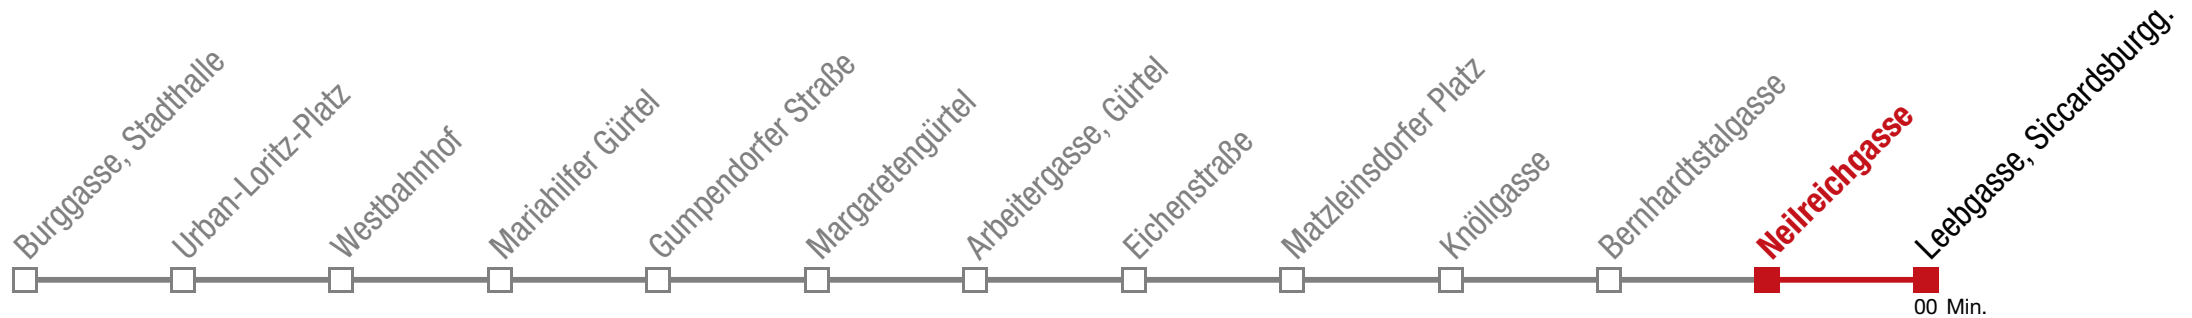 Burggasse, Stadthalle
Urban-Loritz-Platz
Westbahnhof
Mariahilfer Gürtel
Gumpendorfer Straße
Margaretengürtel
Arbeitergasse, Gürtel
Eichenstraße
Matzleinsdorfer Platz
Knöllgasse
Bernhardtstalgasse
Neilreichgasse
Leebgasse, Siccardsburgg.
00 Min.